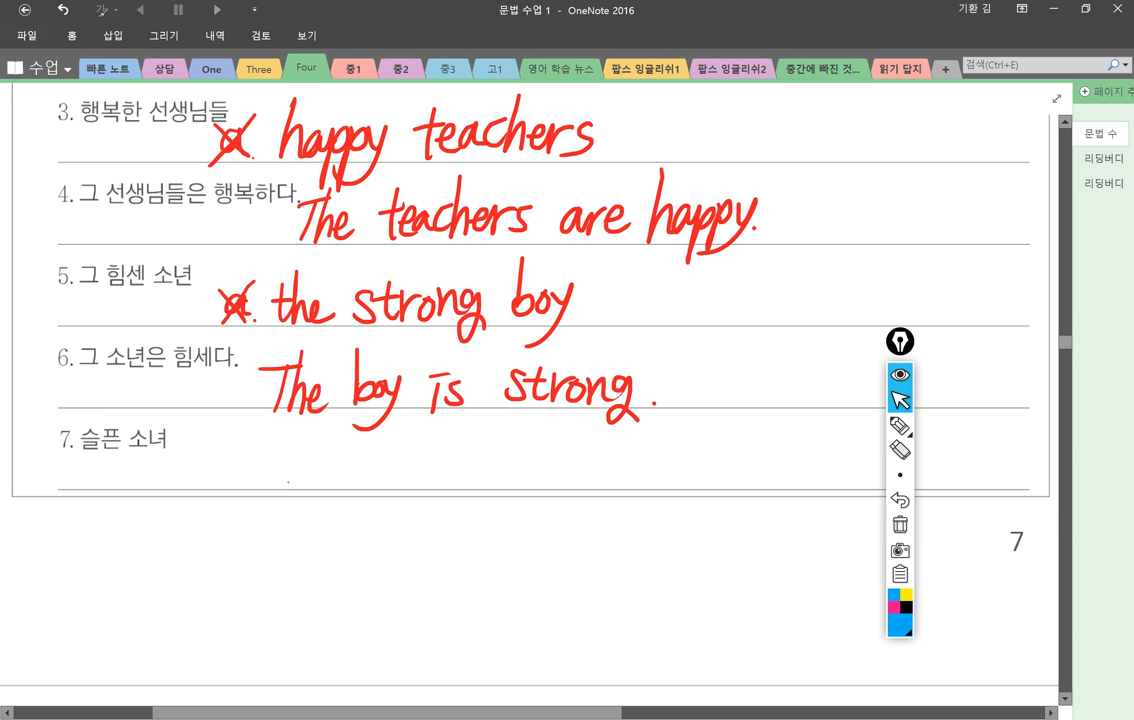 문법 수업 1 - OneNote 2016
기환 김
파일 홈 삽입 그리기 내역 검토 보기
수업 빠른 노트 상담 One Three Four 중1 중2 중3 고1 영어 학습 뉴스 팝스 잉글리쉬1 팝스 잉글리쉬2 중간에 빠진 것... 읽기 답지 + 검색(Ctrl+E)
페이지 추
문법 수
리딩버디
리딩버디
3. 행복한 선생님들
a. happy teachers
4. 그 선생님들은 행복하다.
The teachers are happy.
5. 그 힘센 소년
a. the strong boy
6. 그 소년은 힘세다.
The boy is strong.
7. 슬픈 소녀
7